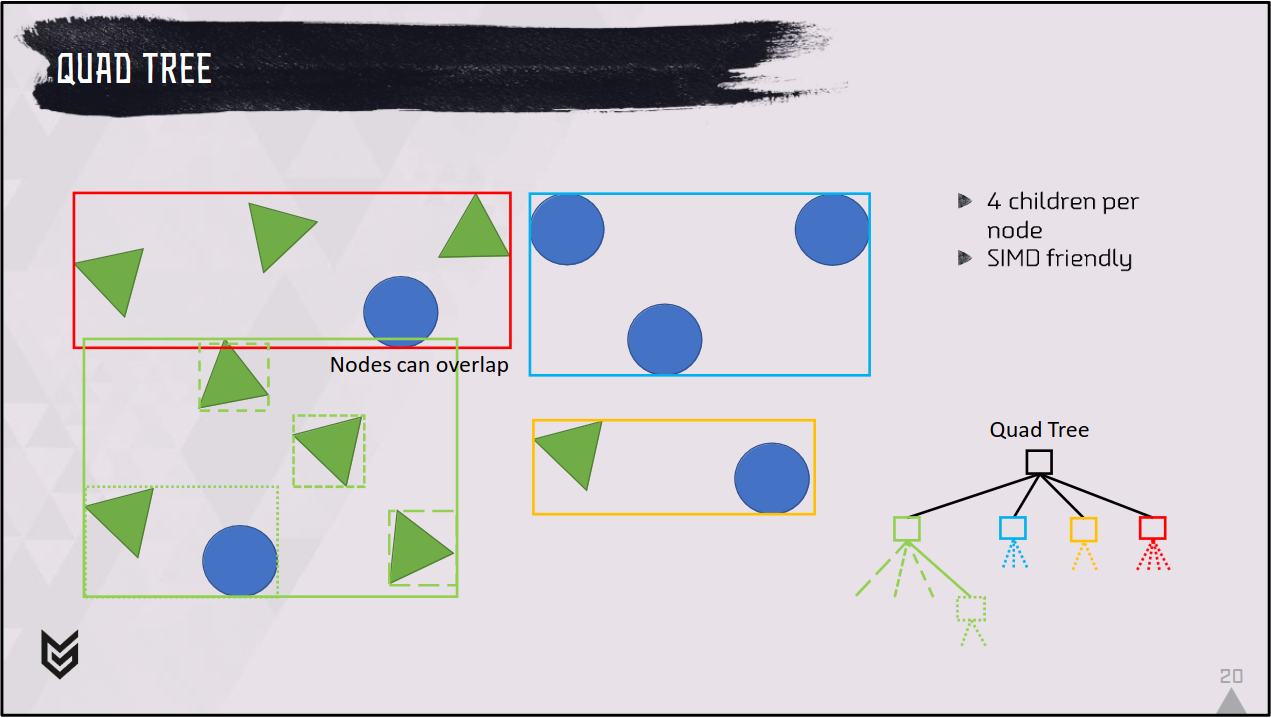 QUAD TREE
4 children per
node
SIMD friendly
Nodes can overlap
Quad Tree
20